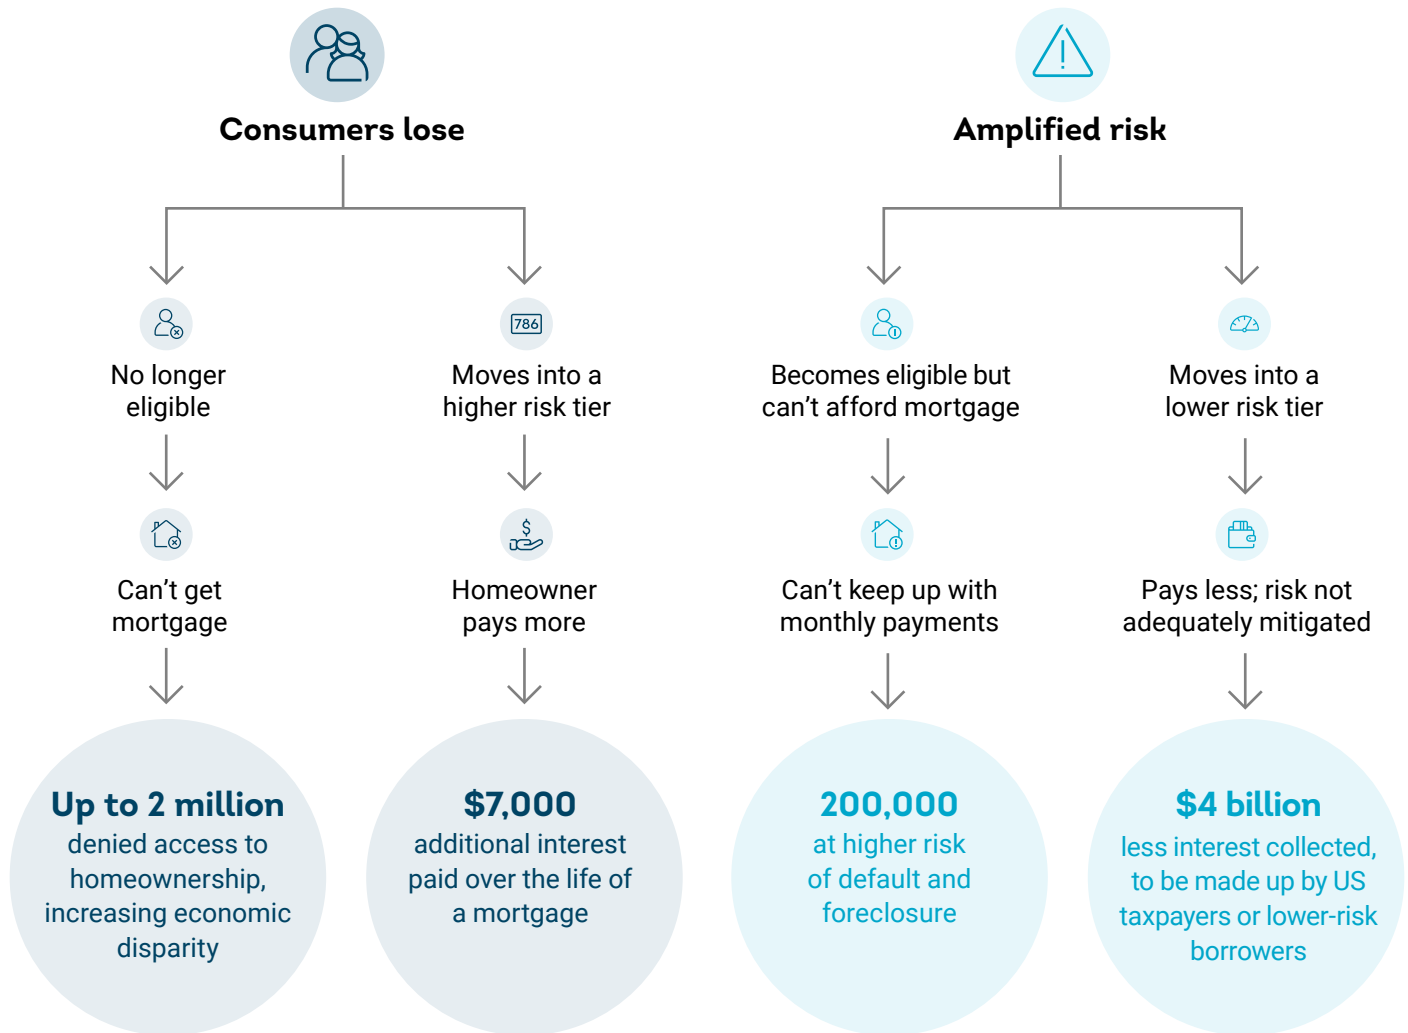 Consumers lose
Amplified risk
No longer
eligible
786
Moves into a
higher risk tier
Becomes eligible but
can't afford mortgage
Moves into a
lower risk tier
Can't get
mortgage
$
Homeowner
pays more
Can't keep up with
monthly payments
Pays less; risk not
adequately mitigated
Up to 2 million
denied access to
homeownership,
increasing economic
disparity
$7,000
additional interest
paid over the life of
a mortgage
200,000
at higher risk
of default and
foreclosure
$4 billion
less interest collected,
to be made up by US
taxpayers or lower-risk
borrowers